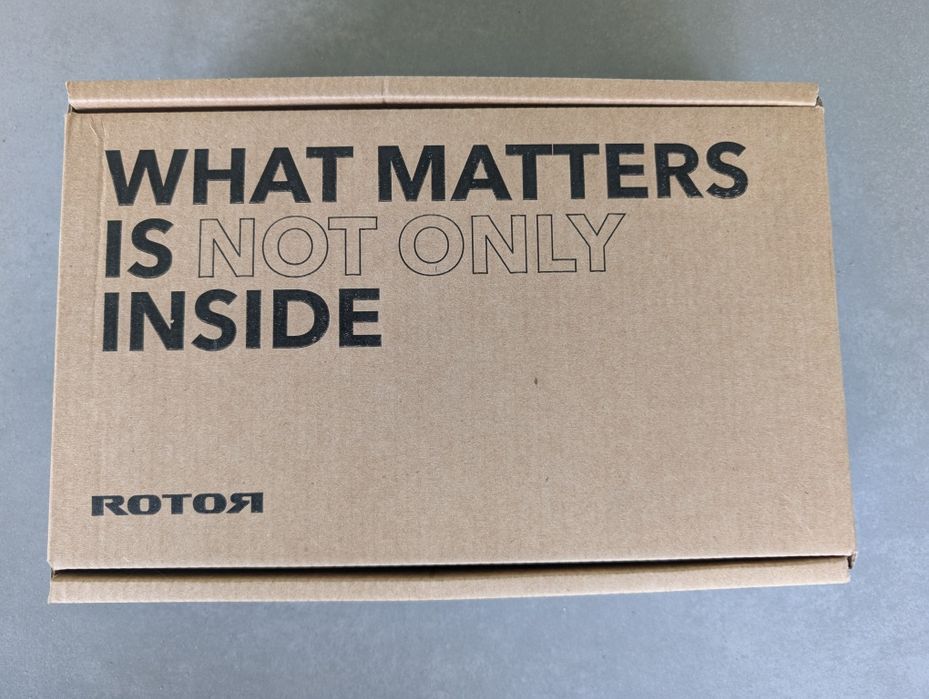 WHAT MATTERS
IS NOT ONLY
INSIDE
ROTOR